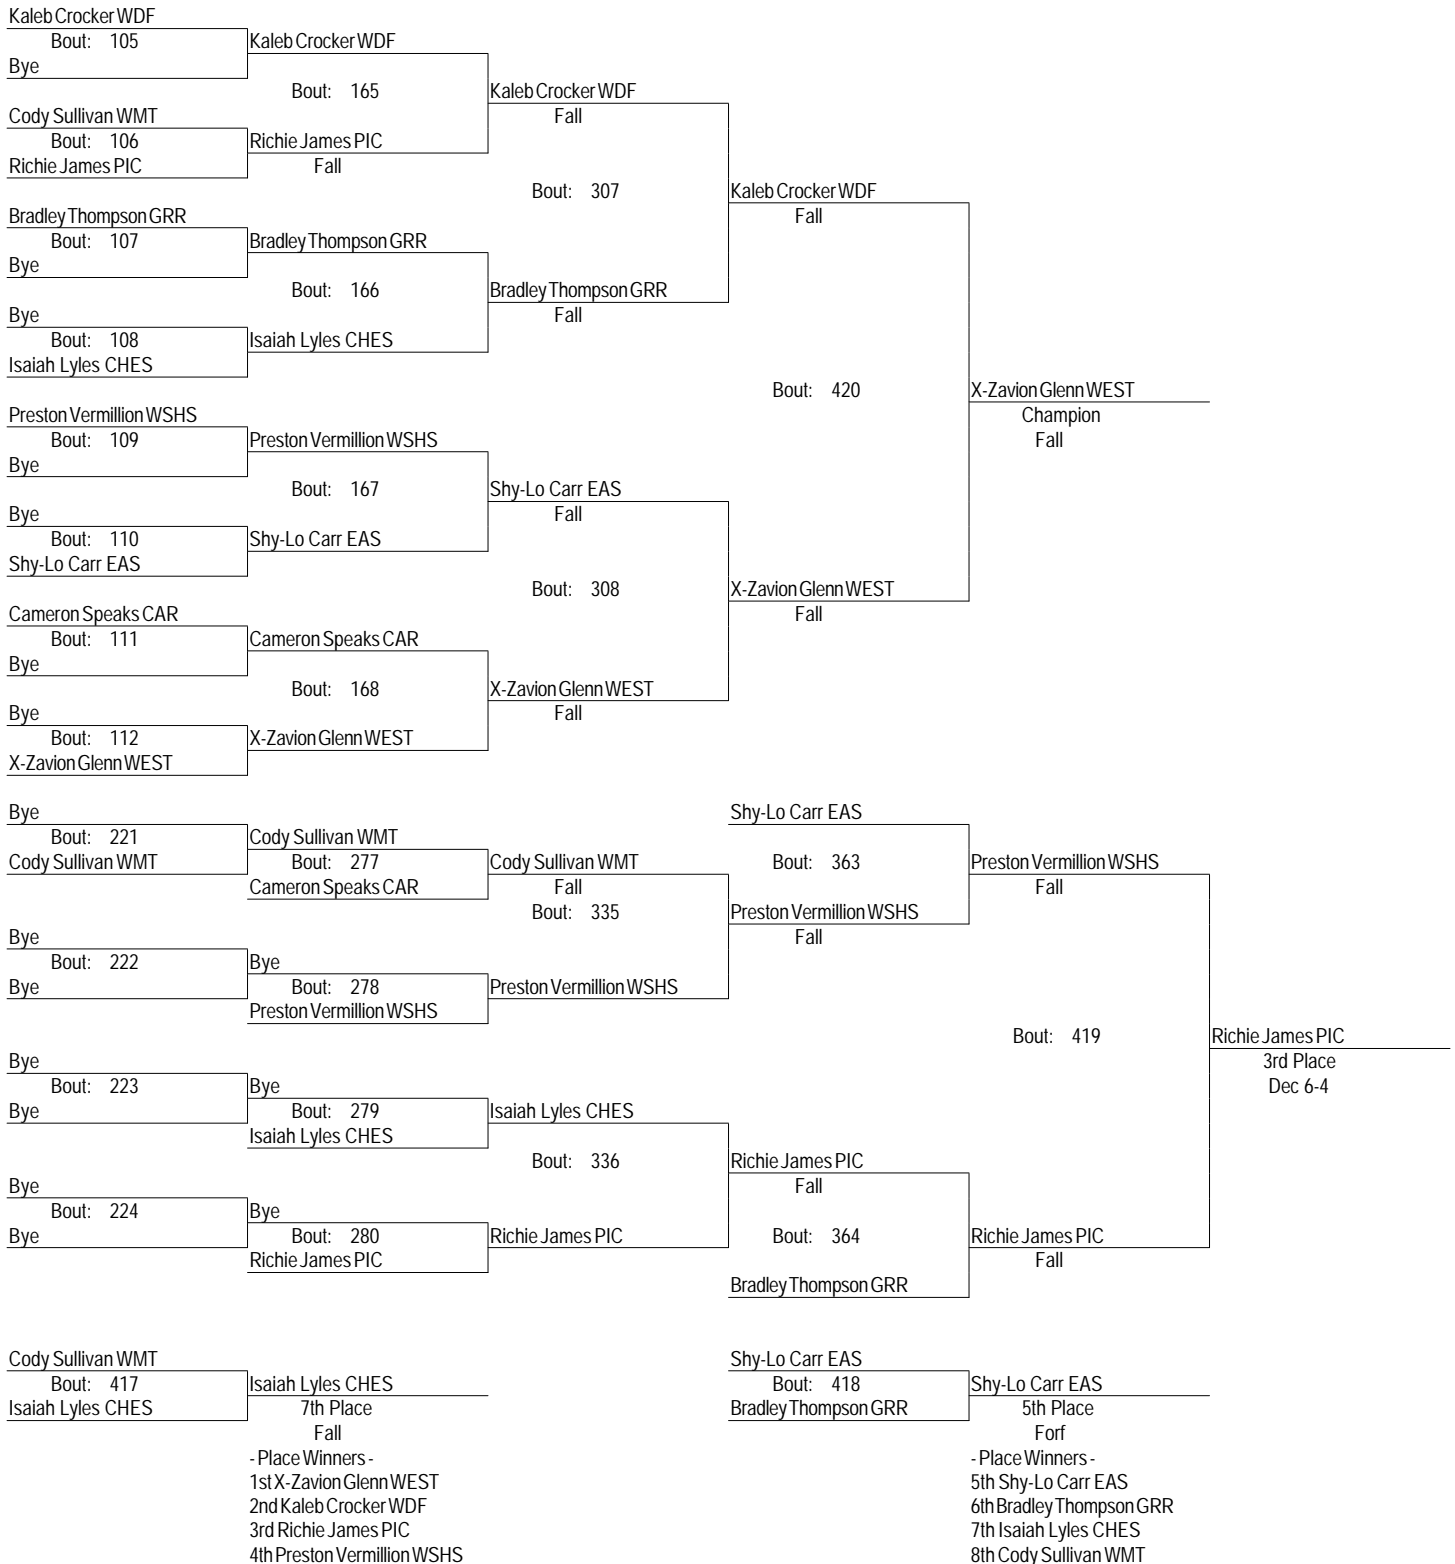 Kaleb Crocker WDF
Bout: 105
Bye
Kaleb Crocker WDF
Bout: 165
Cody Sullivan WMT
Bout: 106
Richie James PIC
Richie James PIC
Fall
Kaleb Crocker WDF
Fall
Bout: 307
Bradley Thompson GRR
Bout: 107
Bye
Bradley Thompson GRR
Bout: 166
Bye
Bout: 108
Isaiah Lyles CHES
Isaiah Lyles CHES
Bradley Thompson GRR
Fall
Kaleb Crocker WDF
Fall
Bout: 420
Preston Vermillion WSHS
Bout: 109
Bye
Preston Vermillion WSHS
Bout: 167
Bye
Bout: 110
Shy-Lo Carr EAS
Shy-Lo Carr EAS
Shy-Lo Carr EAS
Fall
Bout: 308
Cameron Speaks CAR
Bout: 111
Bye
Cameron Speaks CAR
Bout: 168
Bye
Bout: 112
X-Zavion Glenn WEST
X-Zavion Glenn WEST
X-Zavion Glenn WEST
Fall
X-Zavion Glenn WEST
Fall
X-Zavion Glenn WEST
Champion
Fall
Bye
Bout: 221
Cody Sullivan WMT
Cody Sullivan WMT
Bout: 277
Cameron Speaks CAR
Cody Sullivan WMT
Fall
Bout: 335
Bye
Bout: 222
Bye
Bye
Bout: 278
Preston Vermillion WSHS
Preston Vermillion WSHS
Shy-Lo Carr EAS
Bout: 363
Preston Vermillion WSHS
Fall
Preston Vermillion WSHS
Fall
Bout: 419
Bye
Bout: 223
Bye
Bye
Bout: 279
Isaiah Lyles CHES
Isaiah Lyles CHES
Bout: 336
Bye
Bout: 224
Bye
Bye
Bout: 280
Richie James PIC
Richie James PIC
Richie James PIC
Fall
Bout: 364
Bradley Thompson GRR
Richie James PIC
Fall
Richie James PIC
3rd Place
Dec 6-4
Cody Sullivan WMT
Bout: 417
Isaiah Lyles CHES
Isaiah Lyles CHES
7th Place
Fall
- Place Winners -
1st X-Zavion Glenn WEST
2nd Kaleb Crocker WDF
3rd Richie James PIC
4th Preston Vermillion WSHS
Shy-Lo Carr EAS
Bout: 418
Bradley Thompson GRR
Shy-Lo Carr EAS
5th Place
Forf
- Place Winners -
5th Shy-Lo Carr EAS
6th Bradley Thompson GRR
7th Isaiah Lyles CHES
8th Cody Sullivan WMT